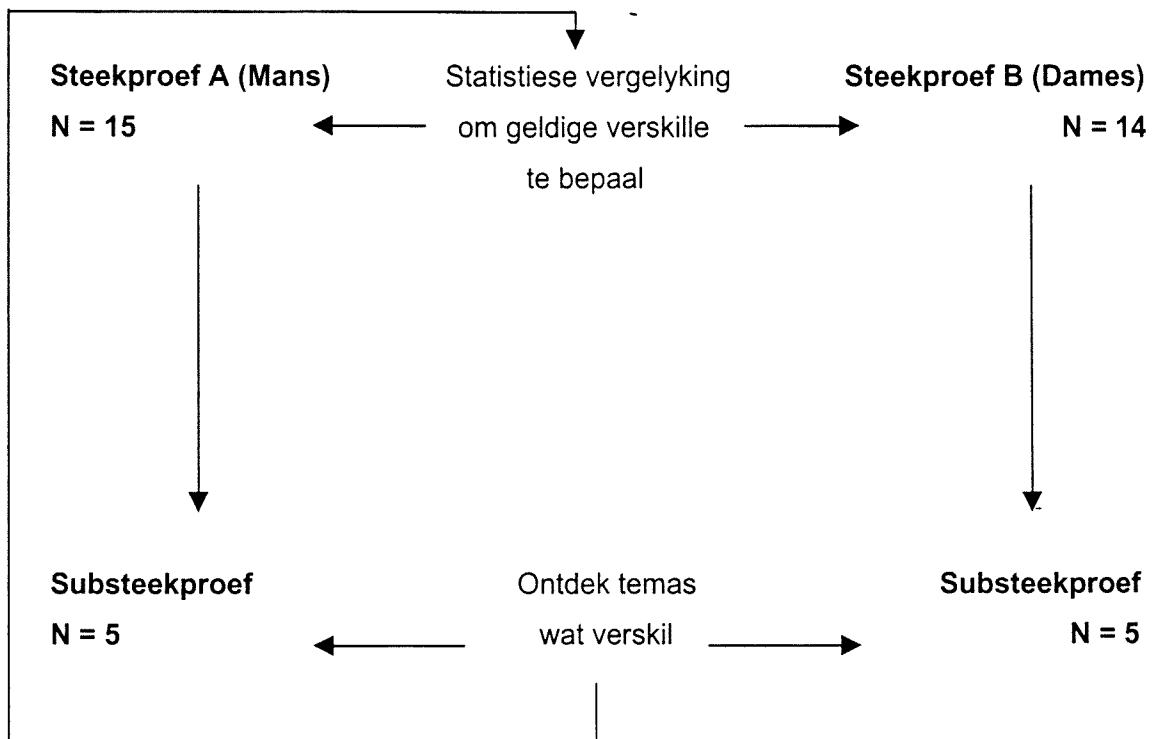 Steekproef A (Mans)
N = 15
Statistiese vergelyking
om geldige verskille
te bepaal
Steekproef B (Dames)
N = 14
Substeekproef
N = 5
Ontdek temas
wat verskil
Substeekproef
N = 5